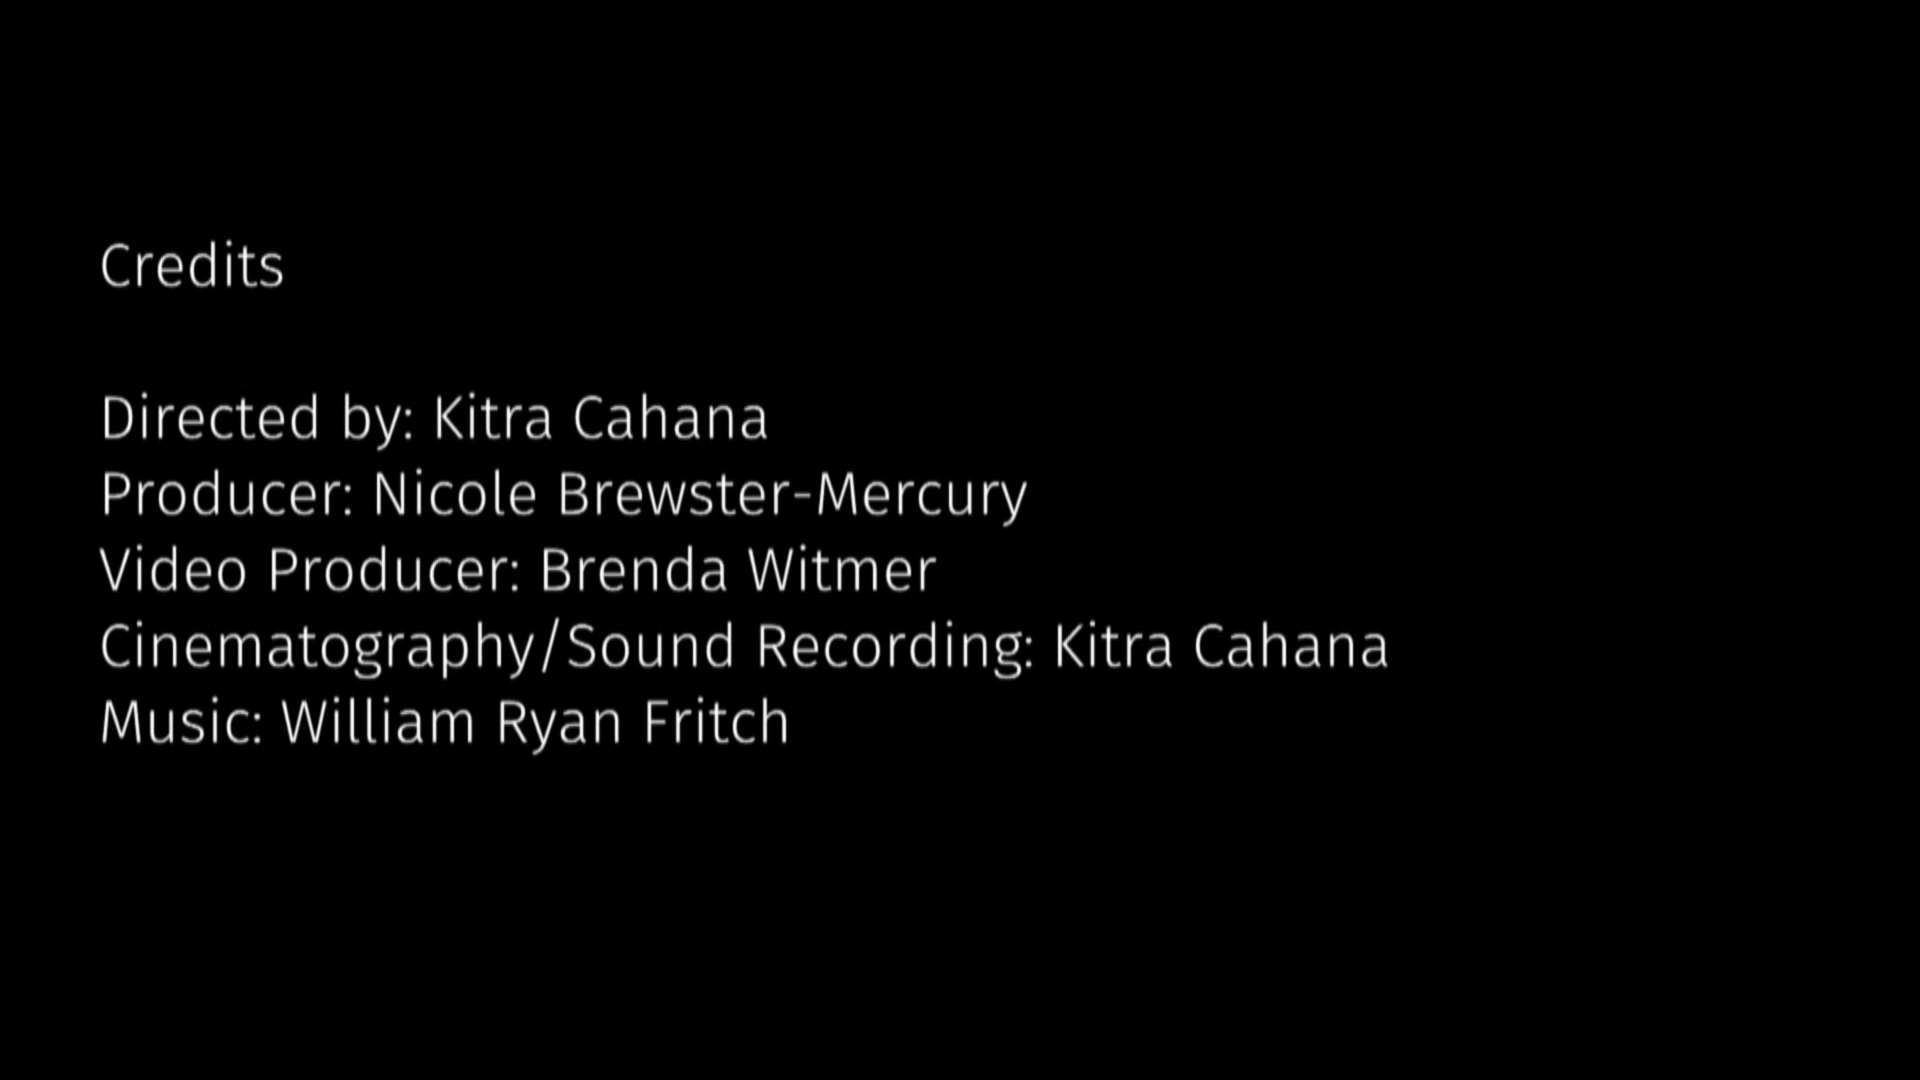 Credits
Directed by: Kitra Cahana
Producer: Nicole Brewster-Mercury
Video Producer: Brenda Witmer
Cinematography/Sound Recording: Kitra Cahana
Music: William Ryan Fritch